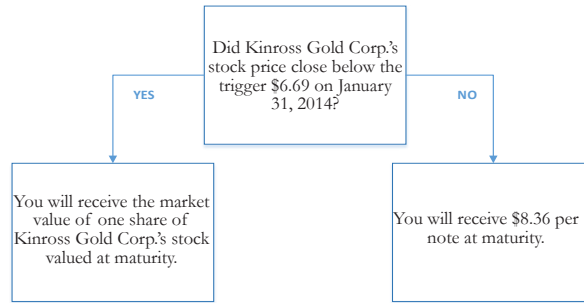 Did Kinross Gold Corp.'s
stock price close below the
trigger $6.69 on January
31, 2014?
YES
NO
You will receive the market
value of one share of
Kinross Gold Corp.'s stock
valued at maturity.
You will receive $8.36 per
note at maturity.